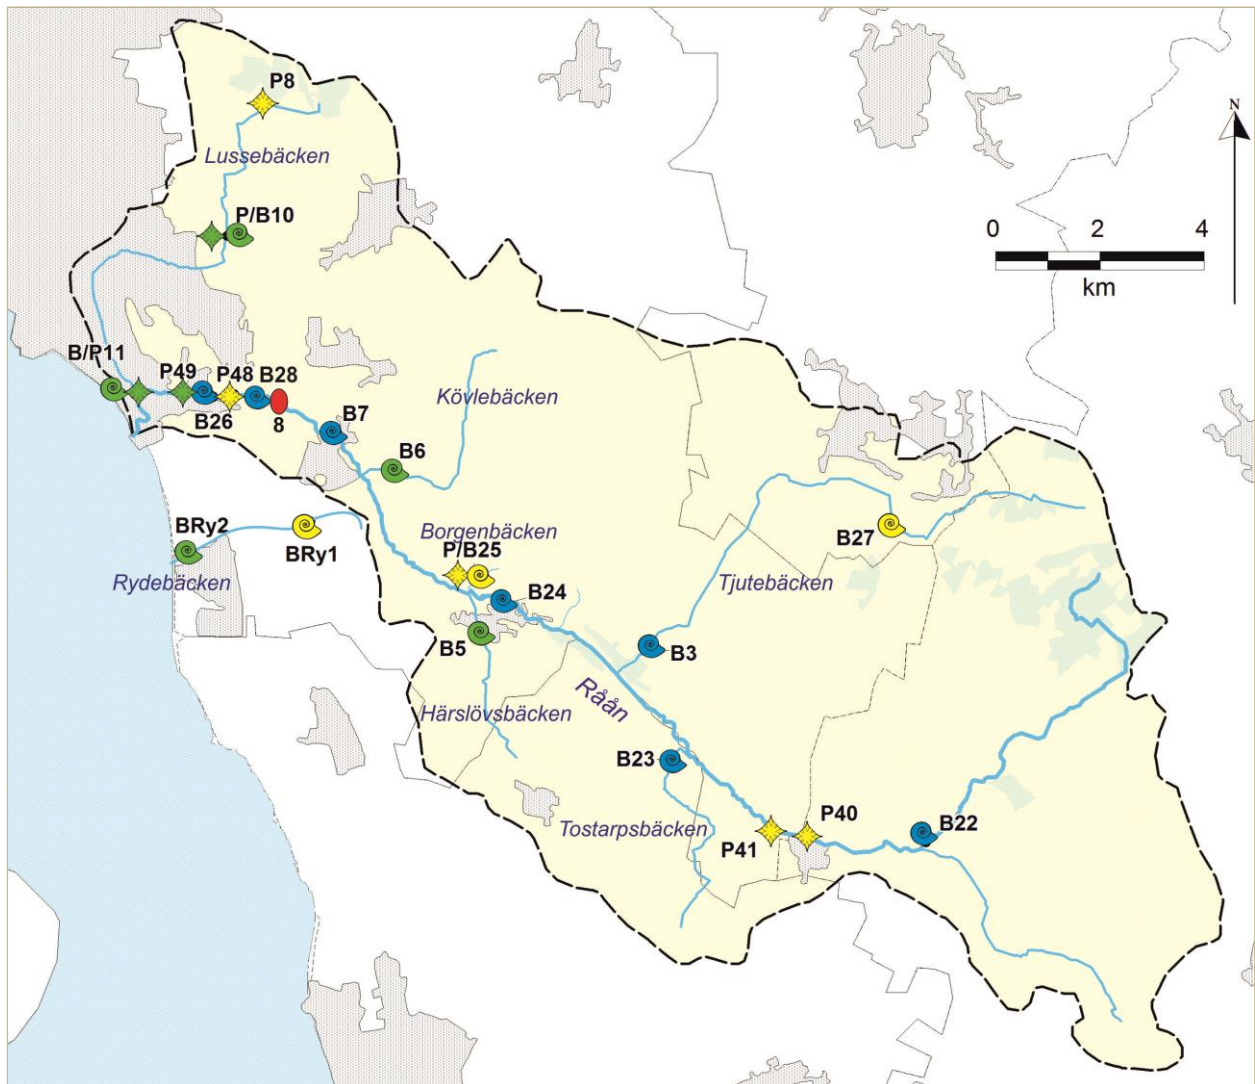 P8
N
Lussebäcken
P/B10
0 2 4
km
B/P11
P49
P48
B28
B26
8
B7
Kövlebäcken
B6
BRy2
BRy1
Borgenbäcken
P/B25
B27
Rydebäcken
Tjutebäcken
B24
B5
B3
Råån
Härslövsbäcken
B23
P40
Tostarpsbäcken
P41
B22